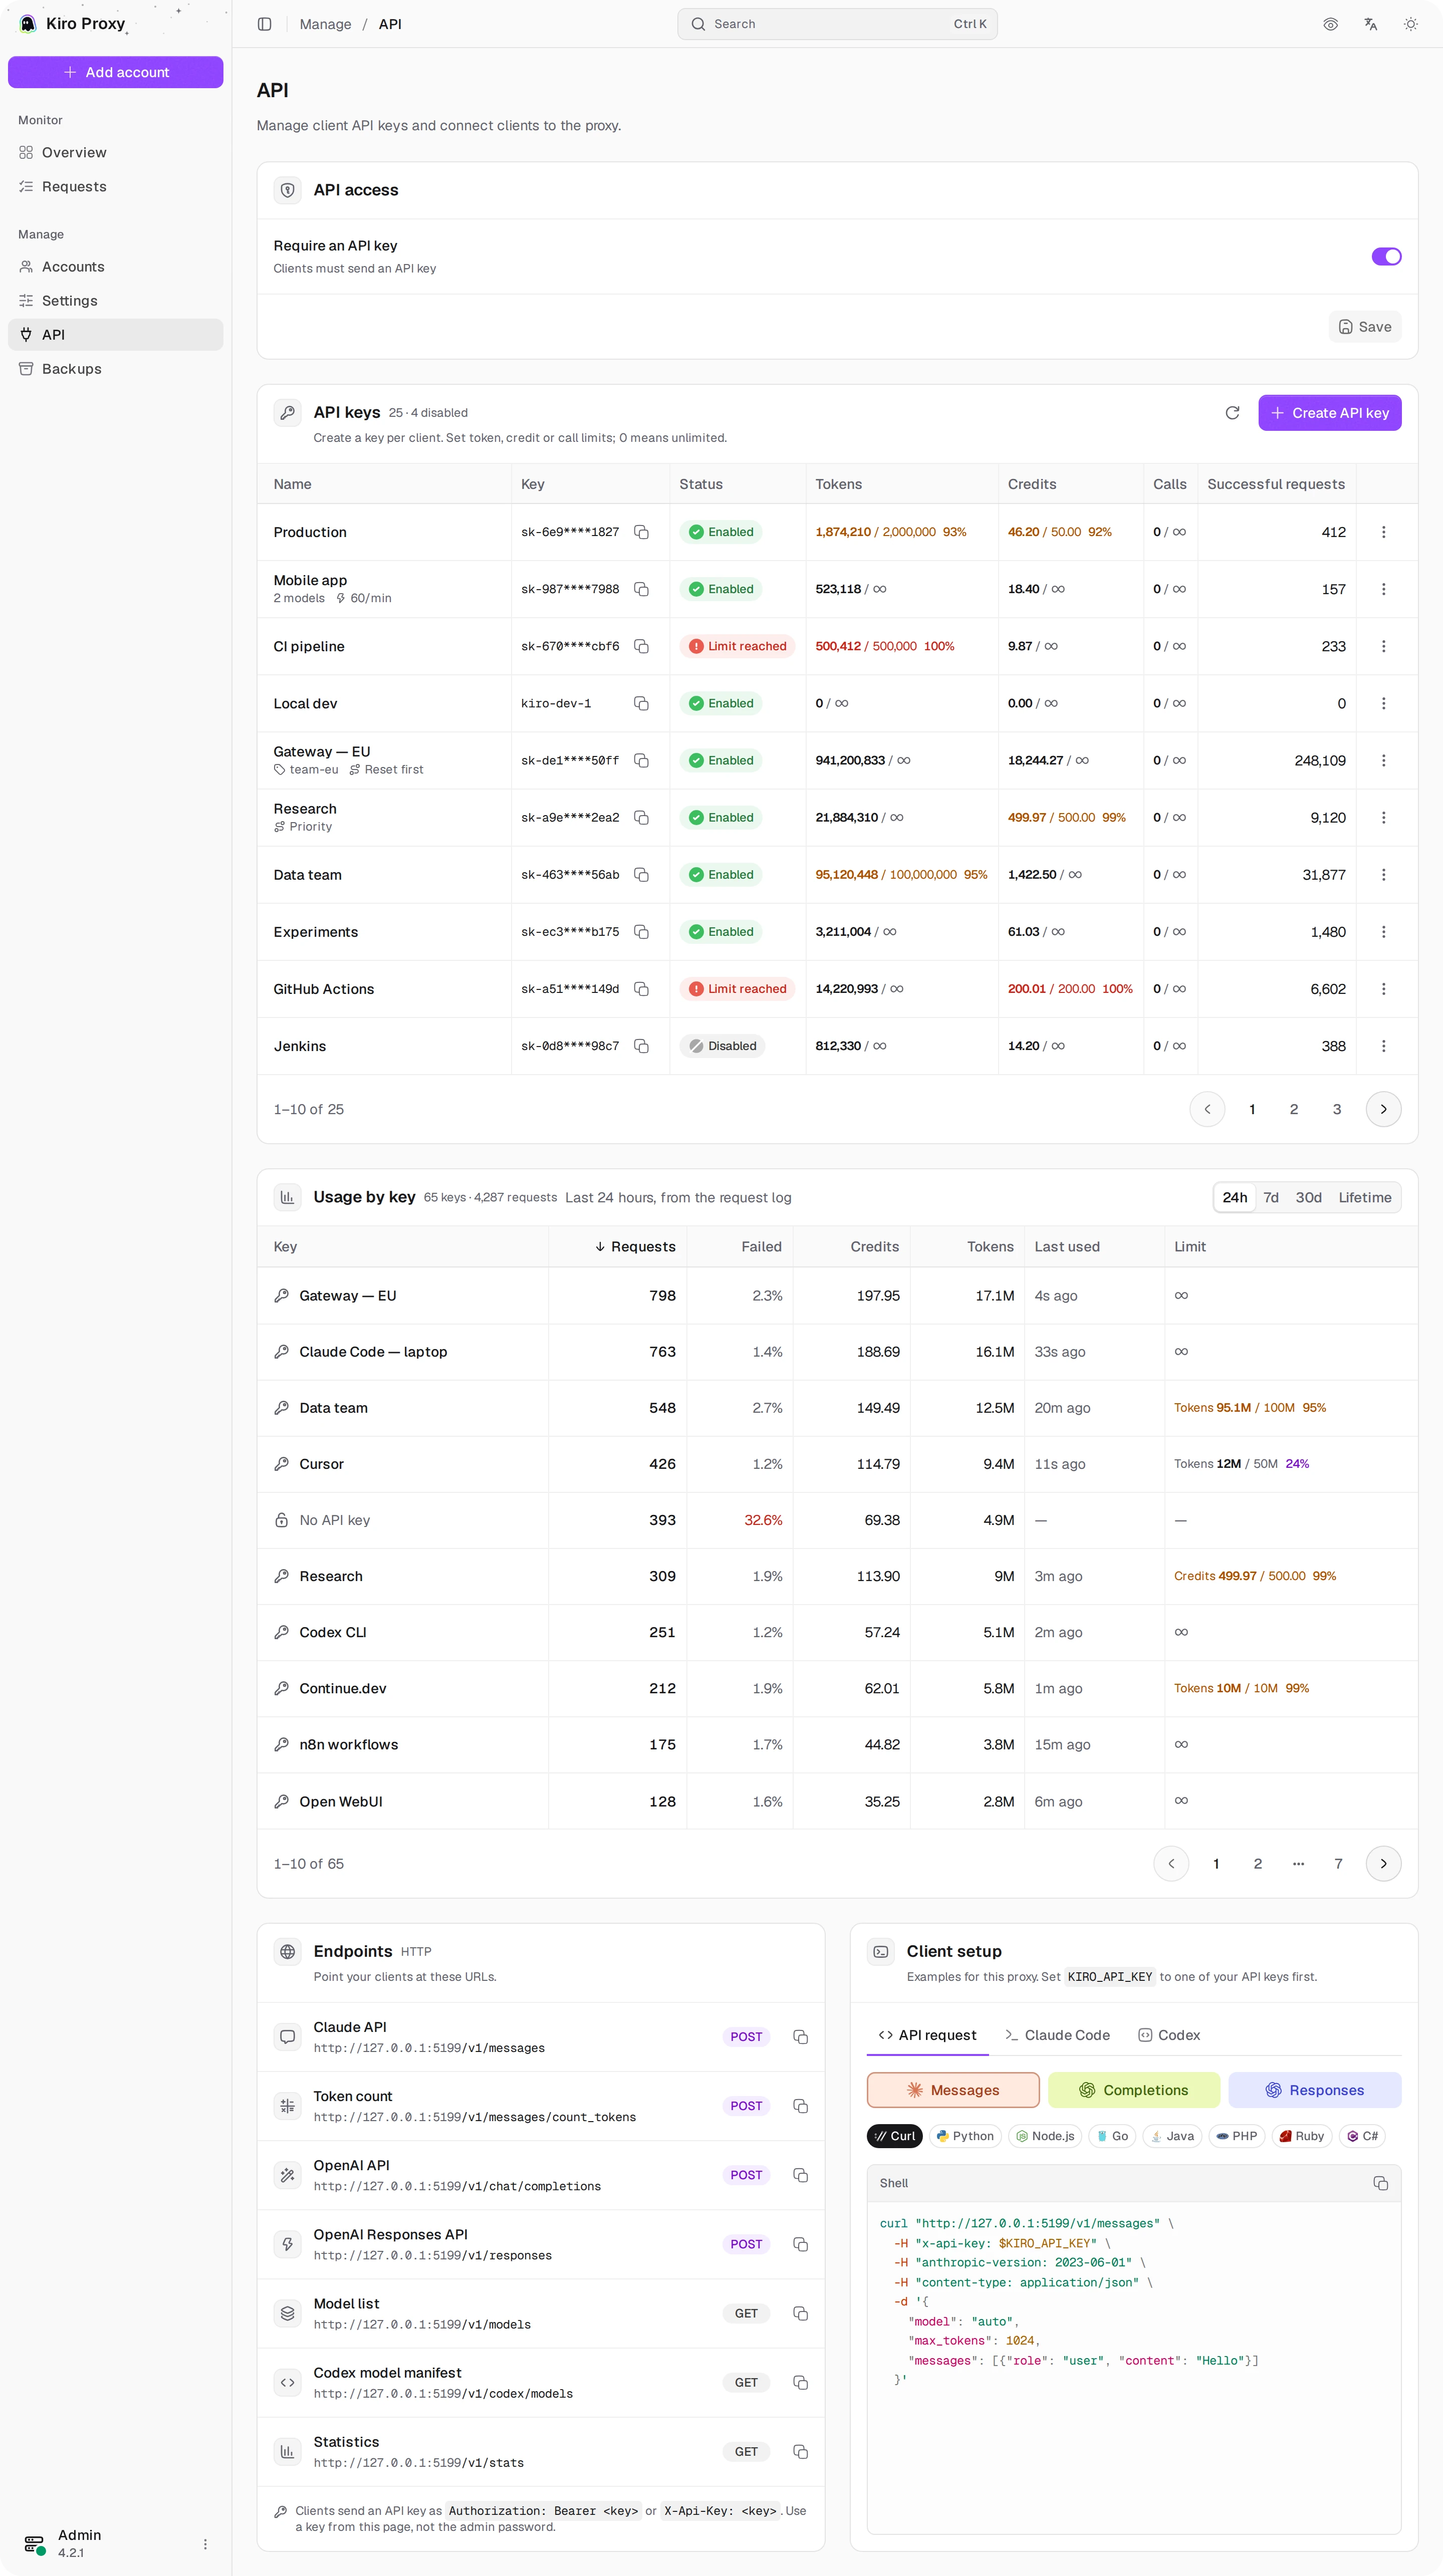 Kiro Proxy
Manage / API
Search Ctrl K
Add account
Monitor
Overview
Requests
Manage
Accounts
Settings
API
Backups
API
Manage client API keys and connect clients to the proxy.
API access
Require an API key
Clients must send an API key
Save
API keys 25 · 4 disabled
Create API key
Create a key per client. Set token, credit or call limits; 0 means unlimited.
Name Key Status Tokens Credits Calls Successful requests
Production sk-6e9****1827 Enabled 1,874,210 / 2,000,000 93% 46.20 / 50.00 92% 0 / ∞ 412
Mobile app sk-987****7988 Enabled 523,118 / ∞ 18.40 / ∞ 0 / ∞ 157
2 models 60/min
CI pipeline sk-670****cbf6 Limit reached 500,412 / 500,000 100% 9.87 / ∞ 0 / ∞ 233
Local dev kiro-dev-1 Enabled 0 / ∞ 0.00 / ∞ 0 / ∞ 0
Gateway — EU sk-de1****50ff Enabled 941,200,833 / ∞ 18,244.27 / ∞ 0 / ∞ 248,109
team-eu Reset first
Research sk-a9e****2ea2 Enabled 21,884,310 / ∞ 499.97 / 500.00 99% 0 / ∞ 9,120
Priority
Data team sk-463****56ab Enabled 95,120,448 / 100,000,000 95% 1,422.50 / ∞ 0 / ∞ 31,877
Experiments sk-ec3****b175 Enabled 3,211,004 / ∞ 61.03 / ∞ 0 / ∞ 1,480
GitHub Actions sk-a51****149d Limit reached 14,220,993 / ∞ 200.01 / 200.00 100% 0 / ∞ 6,602
Jenkins sk-0d8****98c7 Disabled 812,330 / ∞ 14.20 / ∞ 0 / ∞ 388
1–10 of 25 1 2 3
Usage by key 65 keys · 4,287 requests Last 24 hours, from the request log 24h 7d 30d Lifetime
Key ↓ Requests Failed Credits Tokens Last used Limit
Gateway — EU 798 2.3% 197.95 17.1M 4s ago ∞
Claude Code — laptop 763 1.4% 188.69 16.1M 33s ago ∞
Data team 548 2.7% 149.49 12.5M 20m ago Tokens 95.1M / 100M 95%
Cursor 426 1.2% 114.79 9.4M 11s ago Tokens 12M / 50M 24%
No API key 393 32.6% 69.38 4.9M — —
Research 309 1.9% 113.90 9M 3m ago Credits 499.97 / 500.00 99%
Codex CLI 251 1.2% 57.24 5.1M 2m ago ∞
Continue.dev 212 1.9% 62.01 5.8M 1m ago Tokens 10M / 10M 99%
n8n workflows 175 1.7% 44.82 3.8M 15m ago ∞
Open WebUI 128 1.6% 35.25 2.8M 6m ago ∞
1–10 of 65 1 2 ••• 7
Endpoints HTTP
Point your clients at these URLs.
Claude API
http://127.0.0.1:5199/v1/messages
POST
Token count
http://127.0.0.1:5199/v1/messages/count_tokens
POST
OpenAI API
http://127.0.0.1:5199/v1/chat/completions
POST
OpenAI Responses API
http://127.0.0.1:5199/v1/responses
POST
Model list
http://127.0.0.1:5199/v1/models
GET
Codex model manifest
http://127.0.0.1:5199/v1/codex/models
GET
Statistics
http://127.0.0.1:5199/v1/stats
GET
Clients send an API key as Authorization: Bearer <key> or X-Api-Key: <key>. Use
a key from this page, not the admin password.
Client setup
Examples for this proxy. Set KIRO_API_KEY to one of your API keys first.
API request Claude Code Codex
Messages Completions Responses
Curl Python Node.js Go Java PHP Ruby C#
Shell
curl "http://127.0.0.1:5199/v1/messages" \
-H "x-api-key: $KIRO_API_KEY" \
-H "anthropic-version: 2023-06-01" \
-H "content-type: application/json" \
-d '{
"model": "auto",
"max_tokens": 1024,
"messages": [{"role": "user", "content": "Hello"}]
}'
Admin
4.2.1